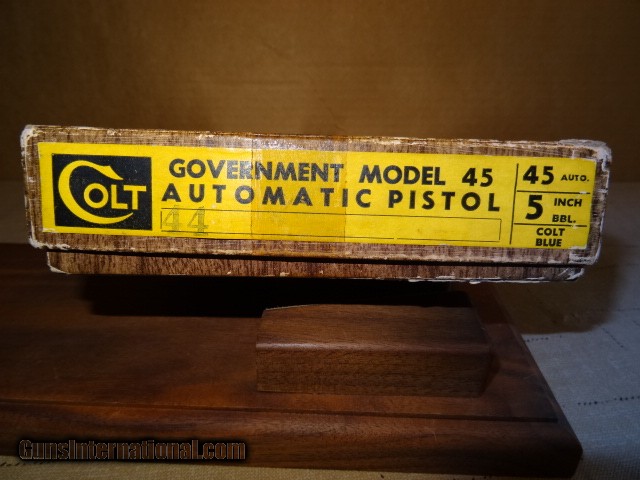 COLT
GOVERNMENT MODEL 45
AUTOMATIC PISTOL
44
45 AUTO.
5 INCH BBL.
COLT BLUE
GunsInternational.com